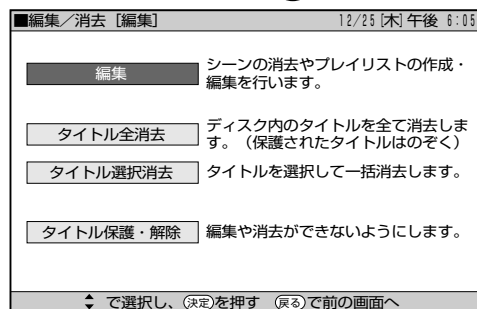 ■編集／消去［編集］ 12/25[木]午後 6:05
編集
シーンの消去やプレイリストの作成・
編集を行います。
タイトル全消去
ディスク内のタイトルを全て消去しま
す。（保護されたタイトルはのぞく）
タイトル選択消去
タイトルを選択して一括消去します。
タイトル保護・解除
編集や消去ができないようにします。
で選択し、決定を押す 戻るで前の画面へ